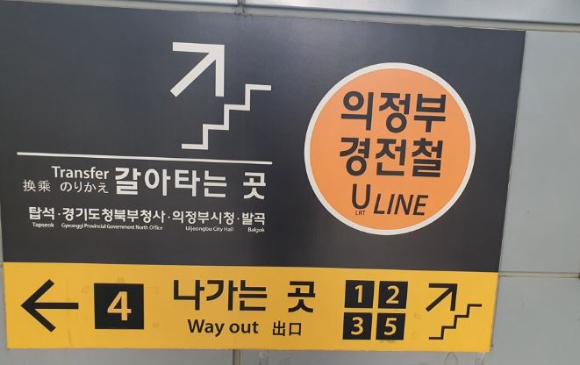 Transfer 갈아타는 곳
換乘 のりかえ
탑석·경기도청북부청사·의정부시청·발곡
Tapseok Gyeonggi Provincial Government North Office Uijeongbu City Hall Balgok
의정부
경전철
U LINE
LRT
4 나가는 곳 1 2
Way out 出口 3 5